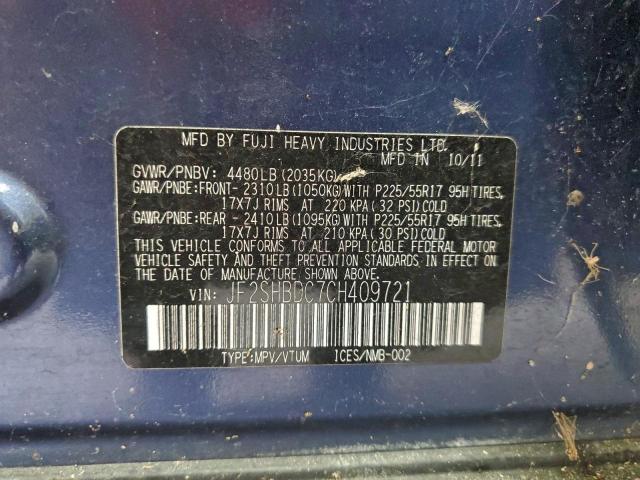 MFD BY FUJI HEAVY INDUSTRIES LTD.
MFD IN 10/11
GVWR/PNBV: 4480LB(2035KG)
GAWR/PNBE:FRONT- 2310LB(1050KG)WITH P225/55R17 95H TIRES,
17X7J RIMS AT 220 KPA(32 PSI)COLD
GAWR/PNBE:REAR - 2410LB(1095KG)WITH P225/55R17 95H TIRES,
17X7J RIMS AT 210 KPA(30 PSI)COLD
THIS VEHICLE CONFORMS TO ALL APPLICABLE FEDERAL MOTOR
VEHICLE SAFETY AND THEFT PREVENTION STANDARDS IN EFFECT
ON THE DATE OF MANUFACTURE SHOWN ABOVE.
VIN: JF2SHBDC7CH409721
TYPE:MPV/VTUM ICES/NMB-002